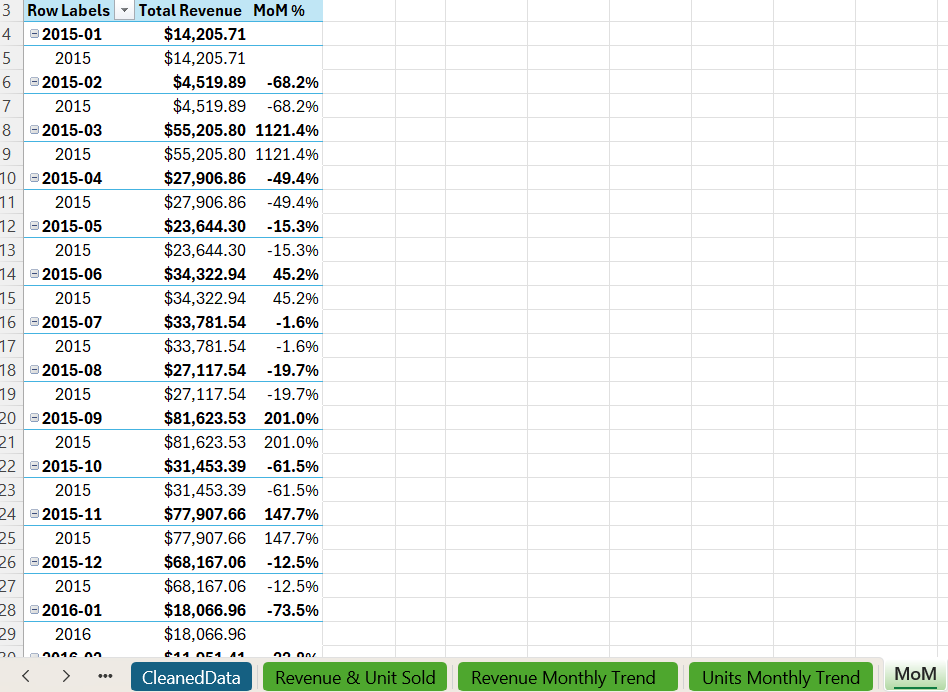 3 Row Labels Total Revenue MoM %
4 2015-01 $14,205.71
5 2015 $14,205.71
6 2015-02 $4,519.89 -68.2%
7 2015 $4,519.89 -68.2%
8 2015-03 $55,205.80 1121.4%
9 2015 $55,205.80 1121.4%
10 2015-04 $27,906.86 -49.4%
11 2015 $27,906.86 -49.4%
12 2015-05 $23,644.30 -15.3%
13 2015 $23,644.30 -15.3%
14 2015-06 $34,322.94 45.2%
15 2015 $34,322.94 45.2%
16 2015-07 $33,781.54 -1.6%
17 2015 $33,781.54 -1.6%
18 2015-08 $27,117.54 -19.7%
19 2015 $27,117.54 -19.7%
20 2015-09 $81,623.53 201.0%
21 2015 $81,623.53 201.0%
22 2015-10 $31,453.39 -61.5%
23 2015 $31,453.39 -61.5%
24 2015-11 $77,907.66 147.7%
25 2015 $77,907.66 147.7%
26 2015-12 $68,167.06 -12.5%
27 2015 $68,167.06 -12.5%
28 2016-01 $18,066.96 -73.5%
29 2016 $18,066.96
CleanedData Revenue & Unit Sold Revenue Monthly Trend Units Monthly Trend MoM